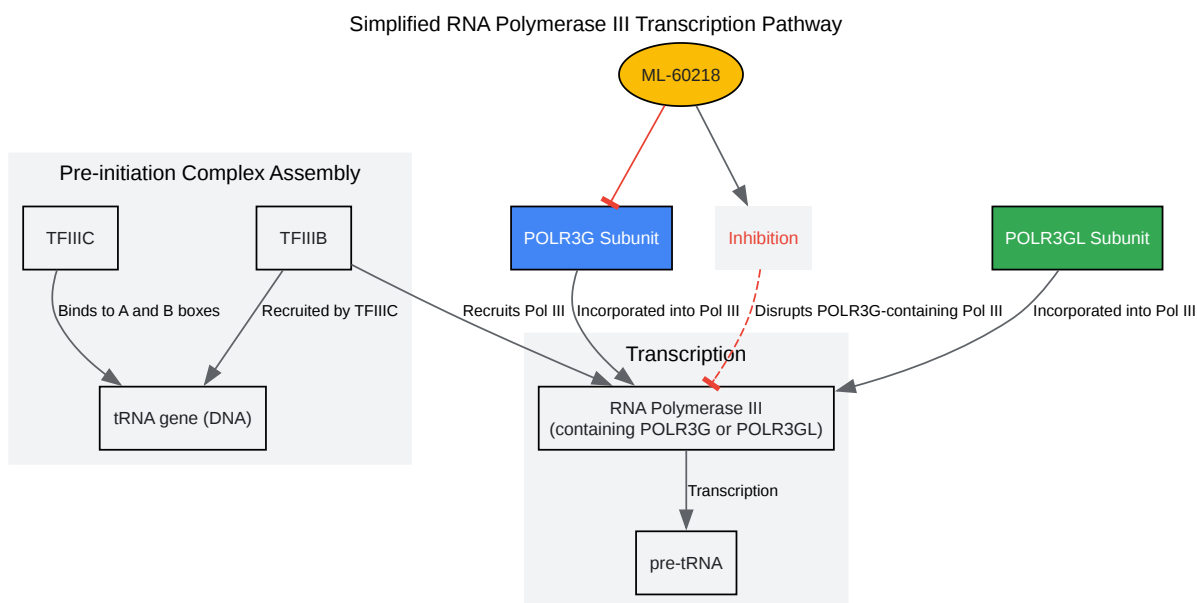 Simplified RNA Polymerase III Transcription Pathway
ML-60218
Pre-initiation Complex Assembly
TFIIIC
TFIIIB
POLR3G Subunit
Inhibition
POLR3GL Subunit
Binds to A and B boxes
Recruited by TFIIIC
Recruits Pol III
Incorporated into Pol III
Disrupts POLR3G-containing Pol III
Incorporated into Pol III
Transcription
tRNA gene (DNA)
RNA Polymerase III
(containing POLR3G or POLR3GL)
Transcription
pre-tRNA